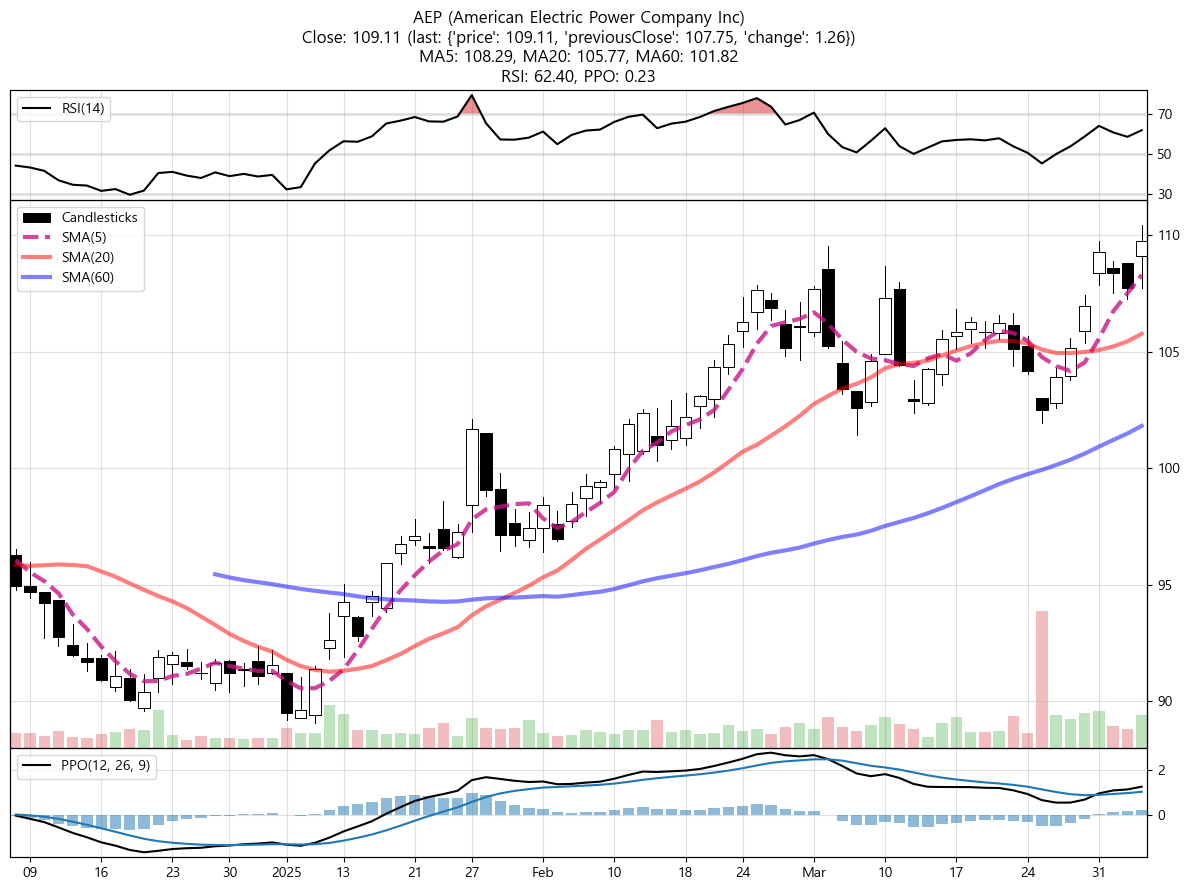 AEP (American Electric Power Company Inc)
Close: 109.11 (last: {'price': 109.11, 'previousClose': 107.75, 'change': 1.26})
MA5: 108.29, MA20: 105.77, MA60: 101.82
RSI: 62.40, PPO: 0.23
RSI(14)
70
50
30
Candlesticks
SMA(5)
SMA(20)
SMA(60)
110
105
100
95
90
PPO(12, 26, 9)
2
0
09 16 23 30 2025 13 21 27 Feb 10 18 24 Mar 10 17 24 31